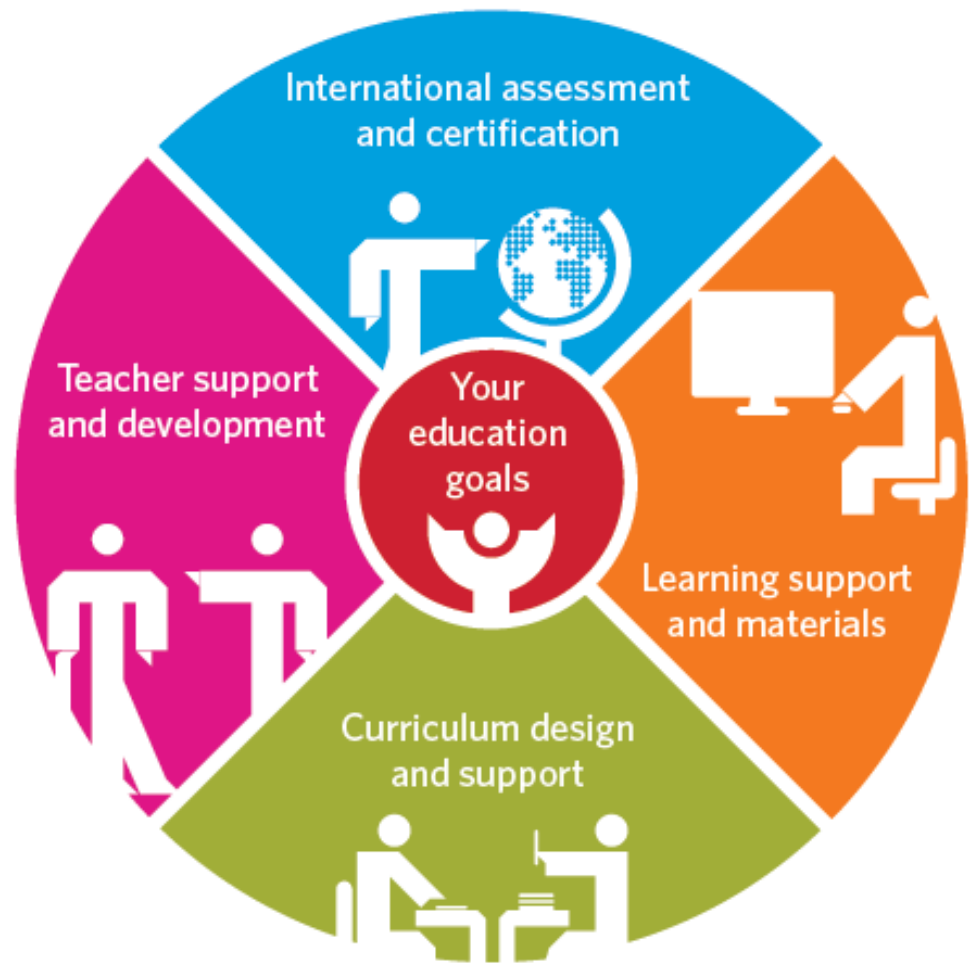 International assessment
and certification
Teacher support
and development
Your
education
goals
Learning support
and materials
Curriculum design
and support